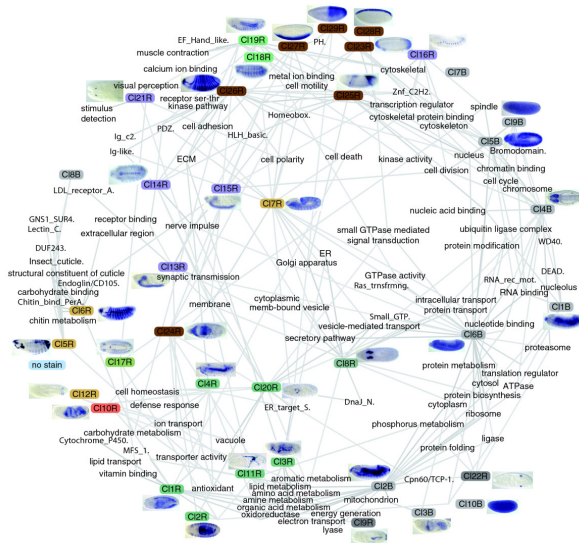 EF_Hand_like.
Cl19R
Cl27R
Cl29R
PH.
Cl28R
Cl23R
muscle contraction
Cl18R
cytoskeletal
Cl16R
calcium ion binding
metal ion binding
Cl7B
visual perception
Cl26R
cell motility
Cl21R
receptor ser-thr
kinase pathway
Cl25R
Znf_C2H2.
stimulus
detection
transcription regulator
spindle
Homeobox.
cytoskeletal protein binding
PDZ.
cell adhesion
cytoskeleton
Cl9B
Ig_c2.
HLH_basic.
Cl5B
Ig-like.
nucleus
Bromodomain.
ECM
cell polarity
cell death
kinase activity
chromatin binding
Cl8B
cell division
cell cycle
LDL_receptor_A.
Cl14R
Cl15R
chromosome
Cl7R
Cl4B
GNS1_SUR4.
Lectin_C.
receptor binding
nucleic acid binding
extracellular region
nerve impulse
small GTPase mediated
signal transduction
ubiquitin ligase complex
DUF243.
protein modification
WD40.
Insect_cuticle.
ER
structural constituent of cuticle
Cl13R
Golgi apparatus
Endoglin/CD105.
synaptic transmission
GTPase activity
DEAD.
carbohydrate binding
Ras_trnsfrmng.
RNA_rec_mot.
nucleolus
Chitin_bind_PerA.
RNA binding
cytoplasmic
memb-bound vesicle
intracellular transport
protein transport
Cl6R
membrane
Cl1B
chitin metabolism
Small_GTP.
nucleotide binding
Cl24R
vesicle-mediated transport
Cl6B
secretory pathway
Cl5R
proteasome
no stain
Cl17R
Cl8R
protein metabolism
Cl4R
Cl20R
translation regulator
Cl12R
cell homeostasis
cytosol
ATPase
DnaJ_N.
protein biosynthesis
Cl10R
defense response
ER_target_S.
cytoplasm
ribosome
ion transport
phosphorus metabolism
carbohydrate metabolism
Cytochrome_P450.
vacuole
ligase
MFS_1.
protein folding
lipid transport
transporter activity
Cl3R
vitamin binding
Cl11R
aromatic metabolism
Cpn60/TCP-1.
Cl22R
Cl1R
antioxidant
lipid metabolism
Cl2B
amino acid metabolism
amine metabolism
mitochondrion
organic acid metabolism
energy generation
Cl10B
Cl2R
oxidoreductase
Cl3B
electron transport
Cl9R
lyase